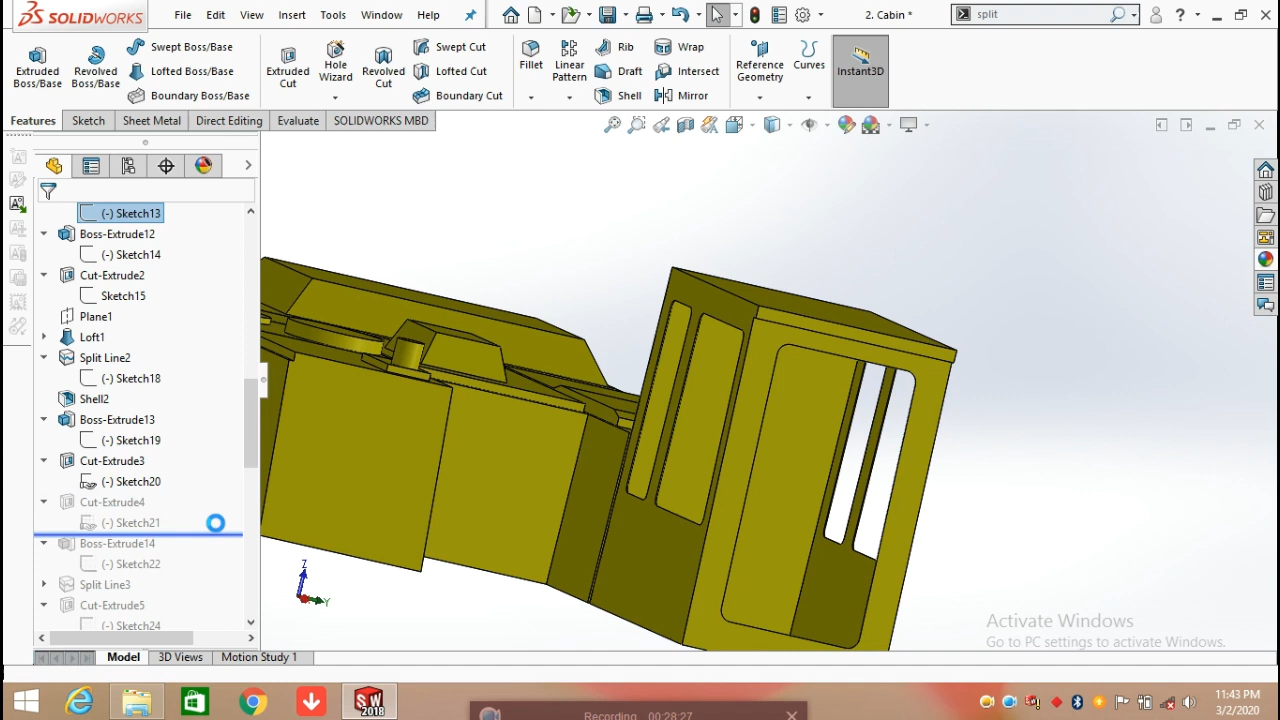 SOLIDWORKS
File Edit View Insert Tools Window Help
2. Cabin *
split
Extruded Boss/Base
Revolved Boss/Base
Swept Boss/Base
Lofted Boss/Base
Boundary Boss/Base
Extruded Cut
Hole Wizard
Revolved Cut
Swept Cut
Lofted Cut
Boundary Cut
Fillet
Linear Pattern
Rib
Draft
Shell
Wrap
Intersect
Mirror
Reference Geometry
Curves
Instant3D
Features Sketch Sheet Metal Direct Editing Evaluate SOLIDWORKS MBD
(-) Sketch13
Boss-Extrude12
(-) Sketch14
Cut-Extrude2
Sketch15
Plane1
Loft1
Split Line2
(-) Sketch18
Shell2
Boss-Extrude13
(-) Sketch19
Cut-Extrude3
(-) Sketch20
Cut-Extrude4
(-) Sketch21
Boss-Extrude14
(-) Sketch22
Split Line3
Cut-Extrude5
(-) Sketch24
Z
Y
Activate Windows
Go to PC settings to activate Windows.
Model 3D Views Motion Study 1
SW
2018
Recording 00:28:27
11:43 PM
3/2/2020